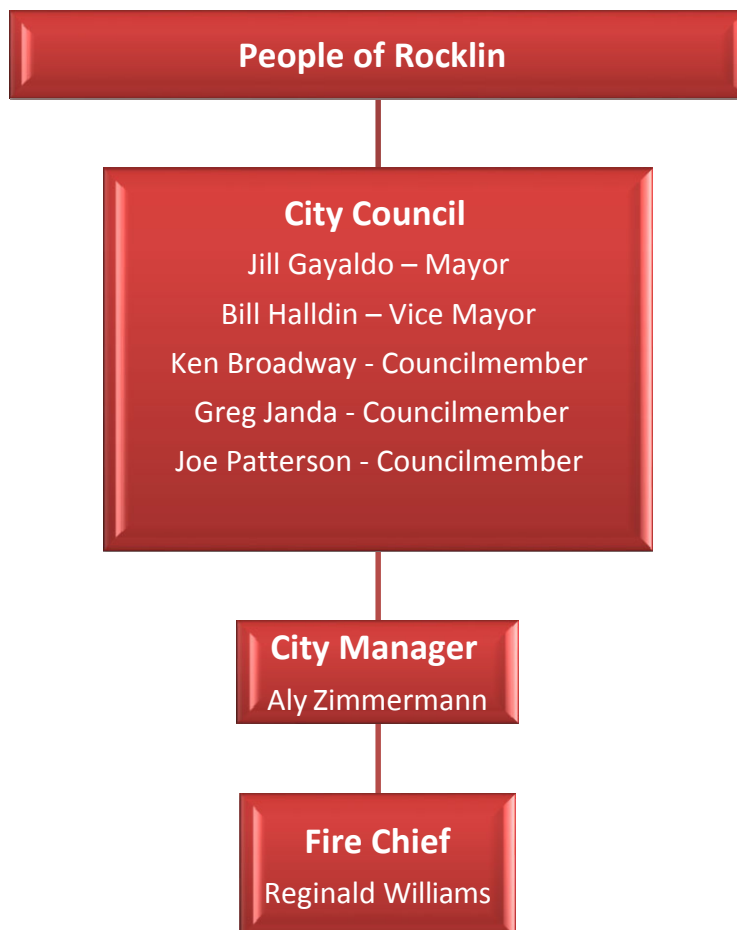 People of Rocklin
City Council
Jill Gayaldo – Mayor
Bill Halldin – Vice Mayor
Ken Broadway - Councilmember
Greg Janda - Councilmember
Joe Patterson - Councilmember
City Manager
Aly Zimmermann
Fire Chief
Reginald Williams